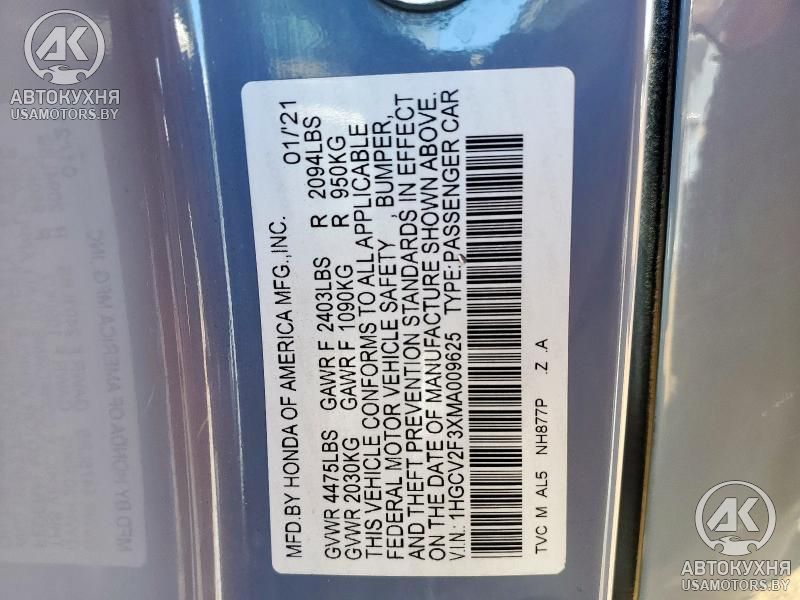 AK
АВТОКУХНЯ
USAMOTORS.BY
MFD.BY HONDA OF AMERICA MFG.,INC. 01/'21
GVWR 4475LBS GAWR F 2403LBS R 2094LBS
GVWR 2030KG GAWR F 1090KG R 950KG
THIS VEHICLE CONFORMS TO ALL APPLICABLE
FEDERAL MOTOR VEHICLE SAFETY, BUMPER,
AND THEFT PREVENTION STANDARDS IN EFFECT
ON THE DATE OF MANUFACTURE SHOWN ABOVE.
V.I.N.: 1HGCV2F3XMA009625 TYPE:PASSENGER CAR
TVC M AL5 NH877P .Z .A
AK
АВТОКУХНЯ
USAMOTORS.BY